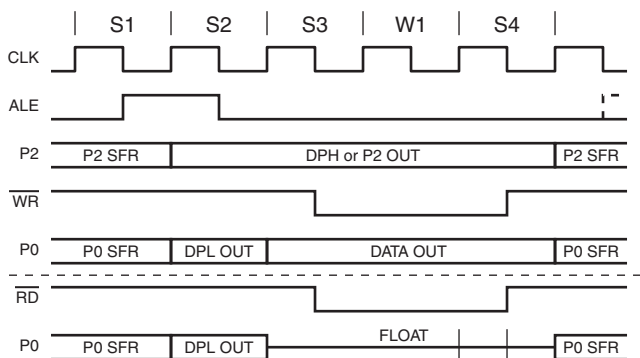 S1 S2 S3 W1 S4
CLK
ALE
P2 P2 SFR DPH or P2 OUT P2 SFR
WR
P0 P0 SFR DPL OUT DATA OUT P0 SFR
RD
P0 P0 SFR DPL OUT FLOAT P0 SFR